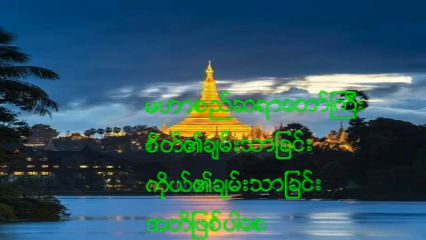 မဟာစည်ဆရာတော်ကြီး
စိတ်၏ချမ်းသာခြင်း
ကိုယ်၏ချမ်းသာခြင်း
အတိဖြစ်ပါစေ